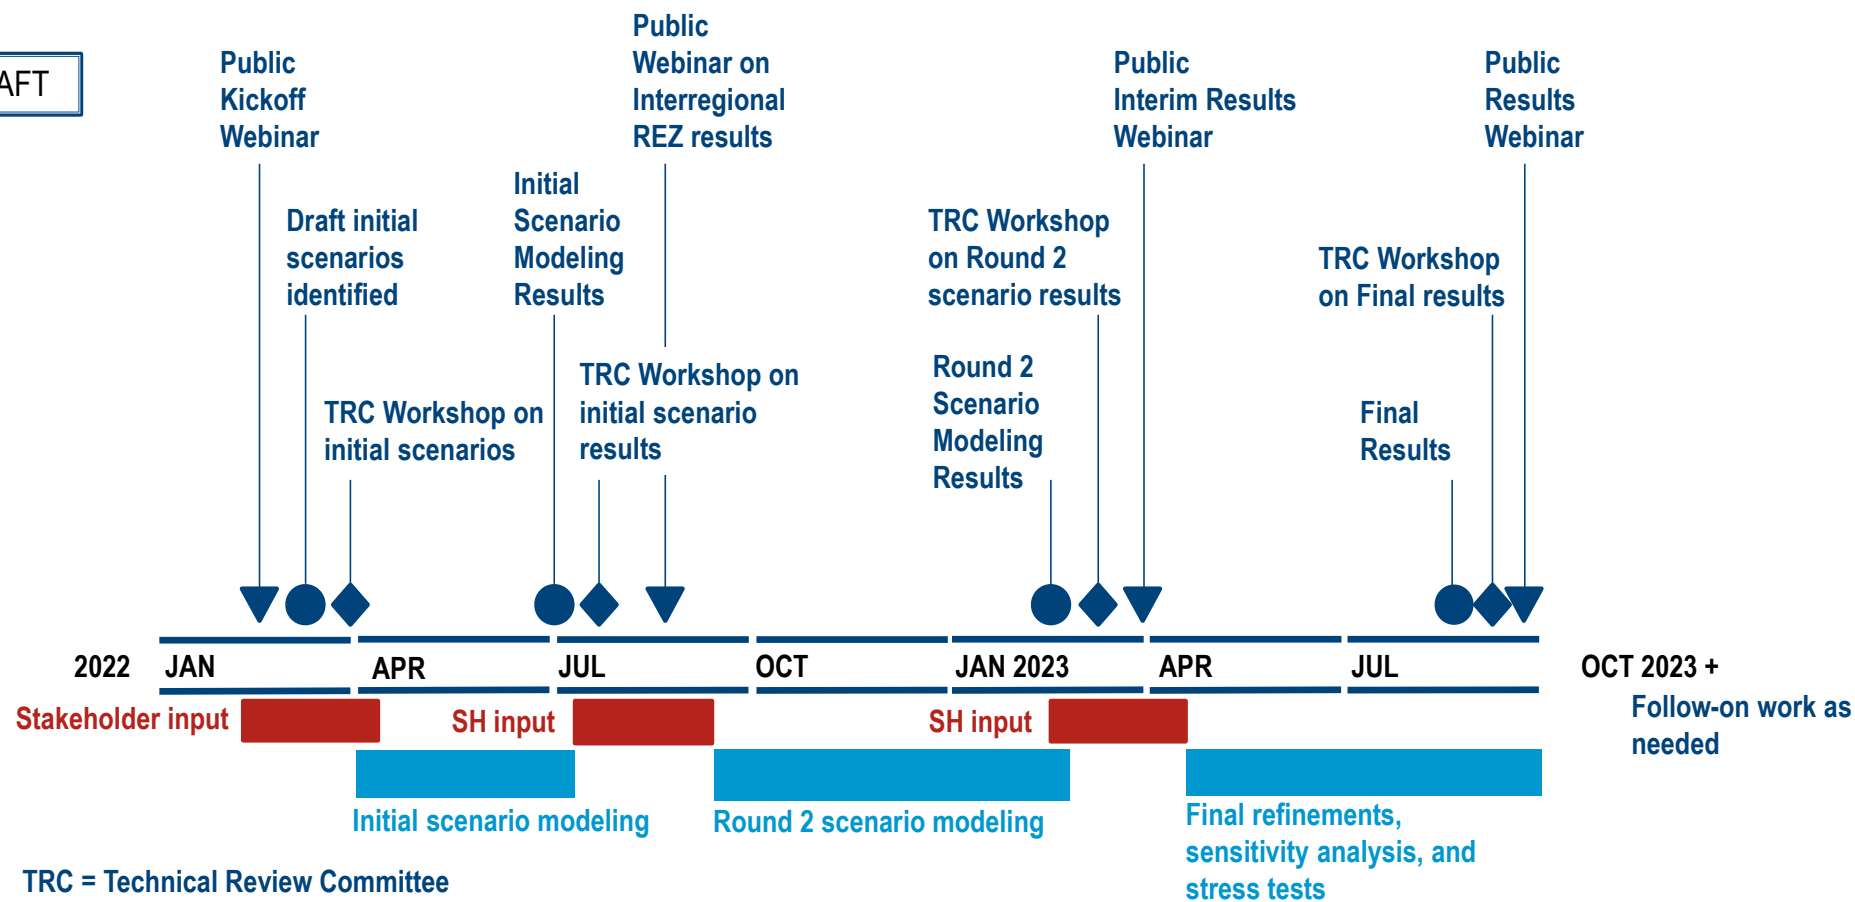 AFT
Public
Kickoff
Webinar
Draft initial
scenarios
identified
TRC Workshop on
initial scenarios
Initial
Scenario
Modeling
Results
Public
Webinar on
Interregional
REZ results
TRC Workshop on
initial scenario
results
TRC Workshop
on Round 2
scenario results
Round 2
Scenario
Modeling
Results
Public
Interim Results
Webinar
TRC Workshop
on Final results
Final
Results
Public
Results
Webinar
2022 JAN APR JUL OCT JAN 2023 APR JUL OCT 2023 +
Follow-on work as
needed
Stakeholder input SH input SH input
Initial scenario modeling
Round 2 scenario modeling
Final refinements,
sensitivity analysis, and
stress tests
TRC = Technical Review Committee